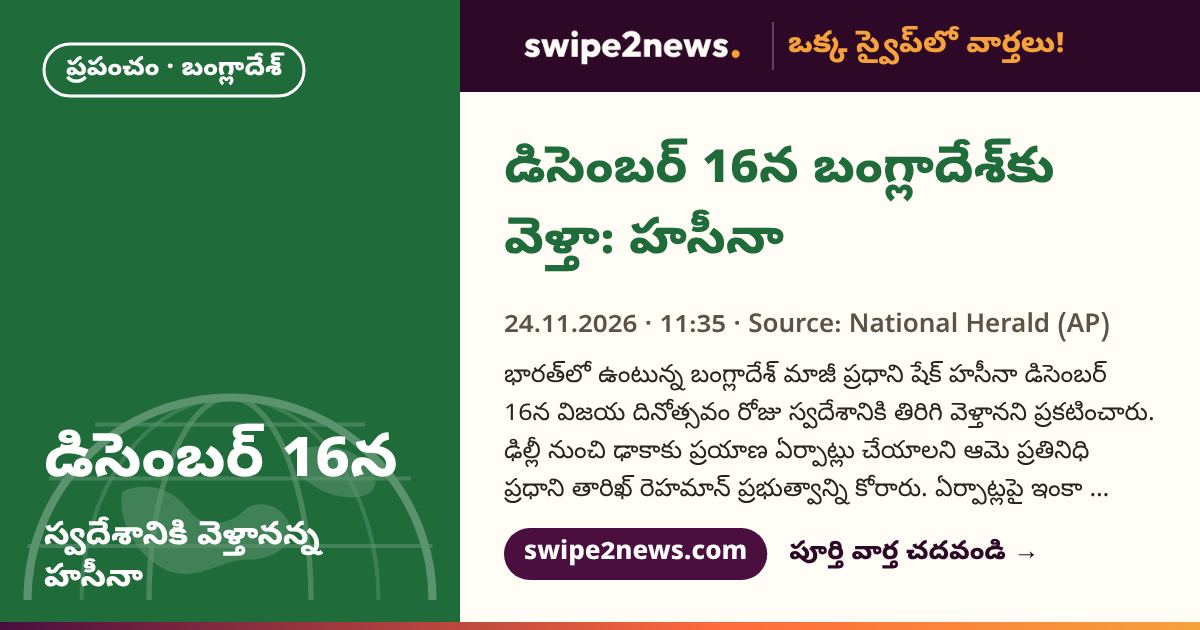 ప్రపంచం · బంగ్లాదేశ్
డిసెంబర్ 16న
స్వదేశానికి వెళ్తానన్న
హసీనా
swipe2news.
ఒక్క స్వైప్‌లో వార్తలు!
డిసెంబర్ 16న బంగ్లాదేశ్‌కు
వెళ్తా: హసీనా
24.11.2026 · 11:35 · Source: National Herald (AP)
భారత్‌లో ఉంటున్న బంగ్లాదేశ్ మాజీ ప్రధాని షేక్ హసీనా డిసెంబర్
16న విజయ దినోత్సవం రోజు స్వదేశానికి తిరిగి వెళ్తానని ప్రకటించారు.
ఢిల్లీ నుంచి ఢాకాకు ప్రయాణ ఏర్పాట్లు చేయాలని ఆమె ప్రతినిధి
ప్రధాని తారిఖ్ రెహమాన్ ప్రభుత్వాన్ని కోరారు. ఏర్పాట్లపై ఇంకా ...
swipe2news.com
పూర్తి వార్త చదవండి →